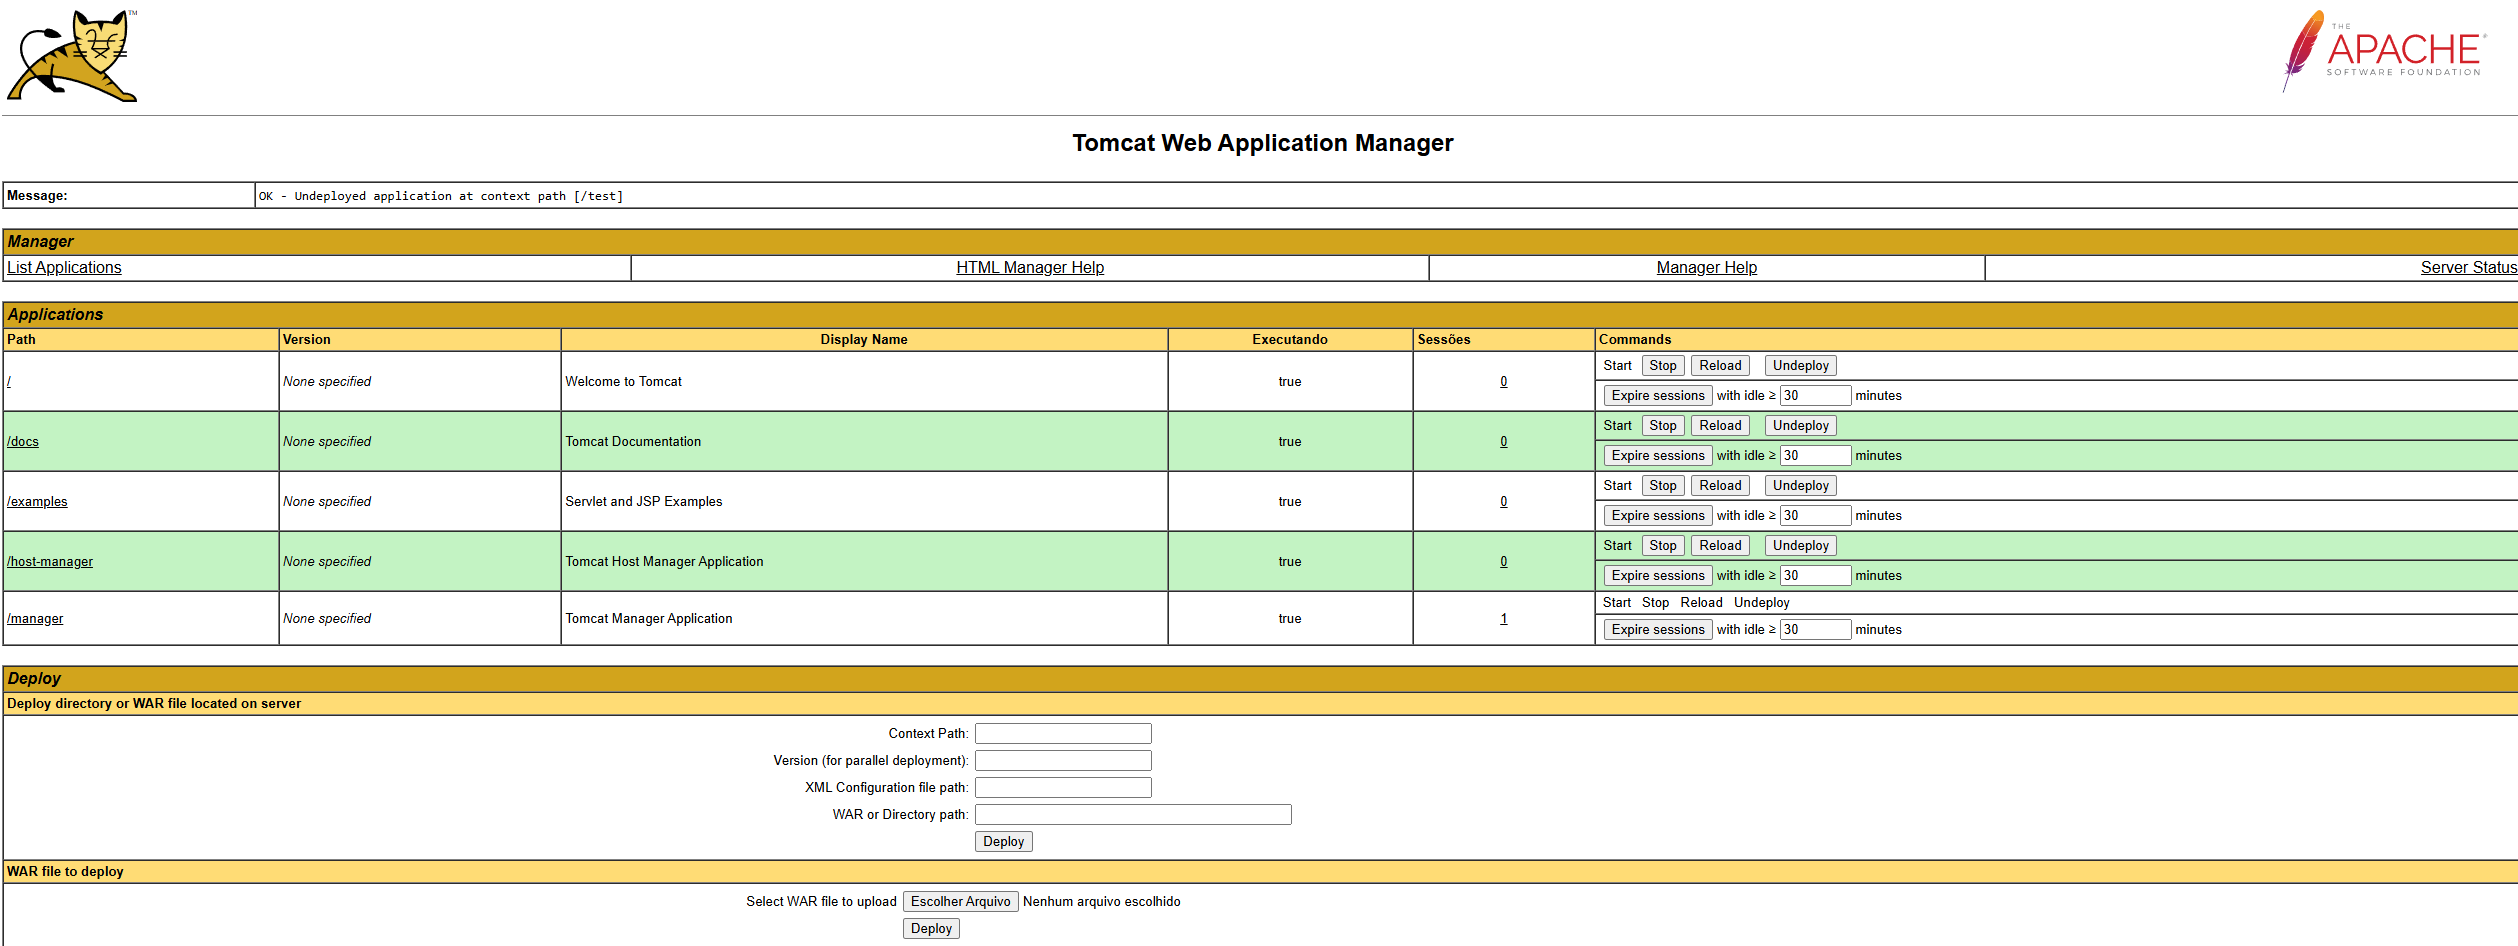 TM
THE
APACHE®
SOFTWARE FOUNDATION
Tomcat Web Application Manager
Message: OK - Undeployed application at context path [/test]
Manager
List Applications HTML Manager Help Manager Help Server Status
Applications
Path Version Display Name Executando Sessões Commands
/ None specified Welcome to Tomcat true 0 Start Stop Reload Undeploy
Expire sessions with idle ≥ 30 minutes
/docs None specified Tomcat Documentation true 0 Start Stop Reload Undeploy
Expire sessions with idle ≥ 30 minutes
/examples None specified Servlet and JSP Examples true 0 Start Stop Reload Undeploy
Expire sessions with idle ≥ 30 minutes
/host-manager None specified Tomcat Host Manager Application true 0 Start Stop Reload Undeploy
Expire sessions with idle ≥ 30 minutes
/manager None specified Tomcat Manager Application true 1 Start Stop Reload Undeploy
Expire sessions with idle ≥ 30 minutes
Deploy
Deploy directory or WAR file located on server
Context Path:
Version (for parallel deployment):
XML Configuration file path:
WAR or Directory path:
Deploy
WAR file to deploy
Select WAR file to upload Escolher Arquivo Nenhum arquivo escolhido
Deploy